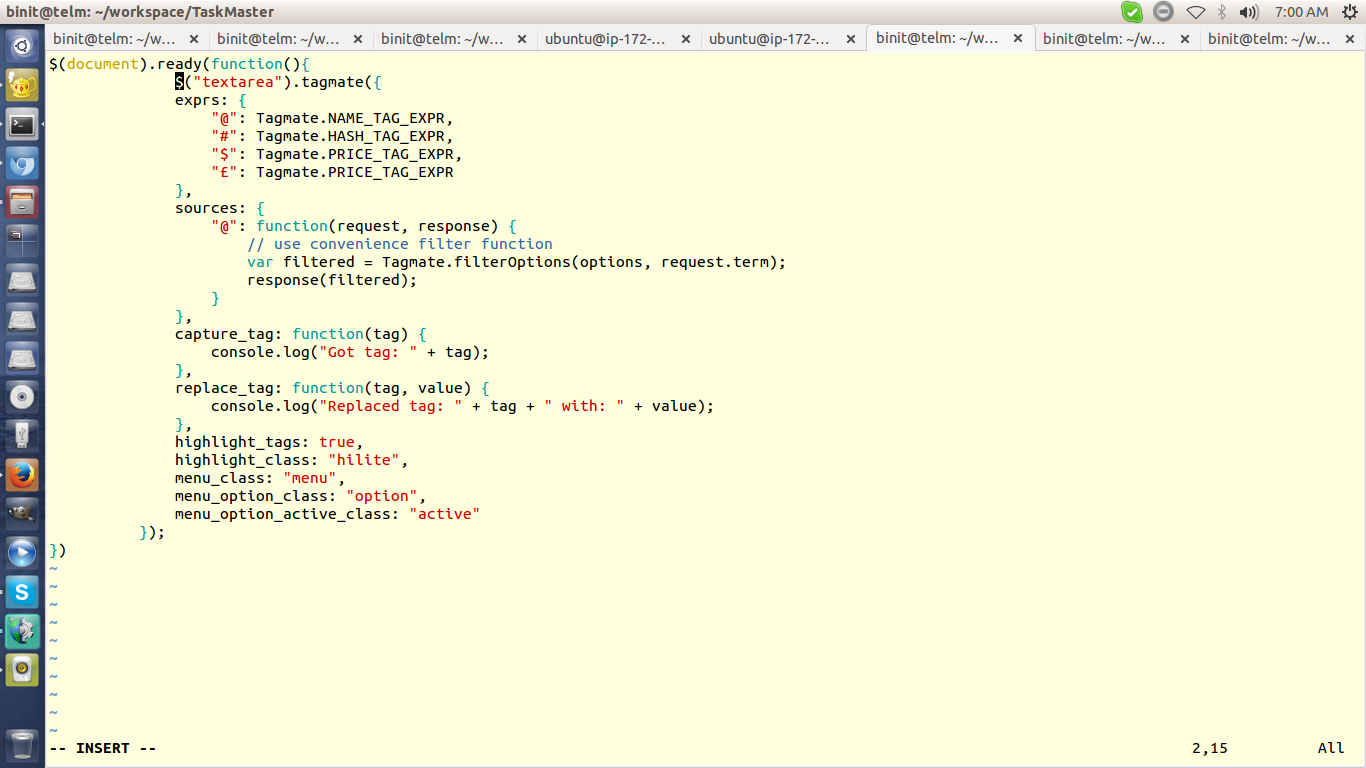 binit@telm: ~/workspace/TaskMaster
7:00 AM
binit@telm: ~/w...
binit@telm: ~/w...
binit@telm: ~/w...
ubuntu@ip-172-...
ubuntu@ip-172-...
binit@telm: ~/w...
binit@telm: ~/w...
binit@telm: ~/w...
$(document).ready(function(){
$("textarea").tagmate({
exprs: {
"@": Tagmate.NAME_TAG_EXPR,
"#": Tagmate.HASH_TAG_EXPR,
"$": Tagmate.PRICE_TAG_EXPR,
"£": Tagmate.PRICE_TAG_EXPR
},
sources: {
"@": function(request, response) {
// use convenience filter function
var filtered = Tagmate.filterOptions(options, request.term);
response(filtered);
}
},
capture_tag: function(tag) {
console.log("Got tag: " + tag);
},
replace_tag: function(tag, value) {
console.log("Replaced tag: " + tag + " with: " + value);
},
highlight_tags: true,
highlight_class: "hilite",
menu_class: "menu",
menu_option_class: "option",
menu_option_active_class: "active"
});
})
~
~
~
~
~
~
~
~
~
~
-- INSERT -- 2,15 All